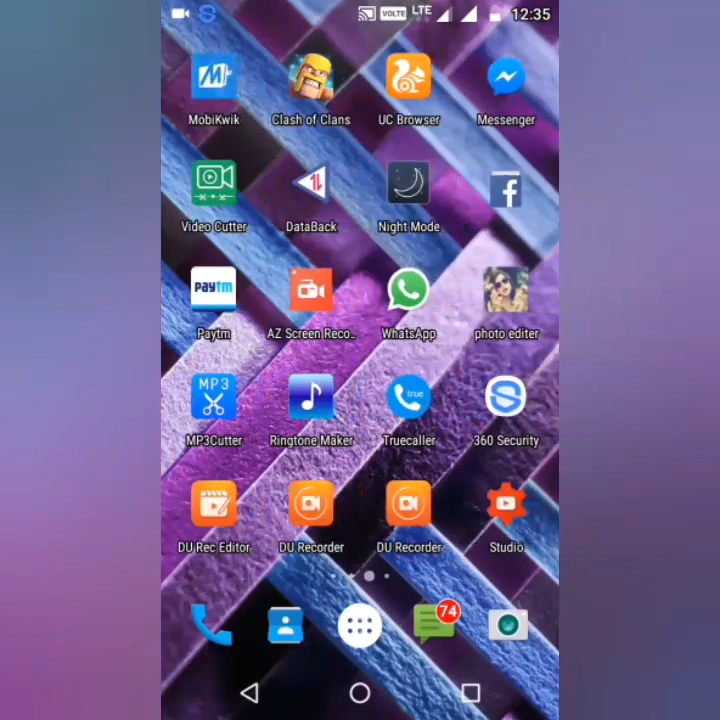 VOLTE LTE 12:35
MobiKwik Clash of Clans UC Browser Messenger
Video Cutter DataBack Night Mode
paytm
Paytm AZ Screen Reco.. WhatsApp photo editer
MP3 true
MP3Cutter Ringtone Maker Truecaller 360 Security
DU Rec Editor DU Recorder DU Recorder Studio
74